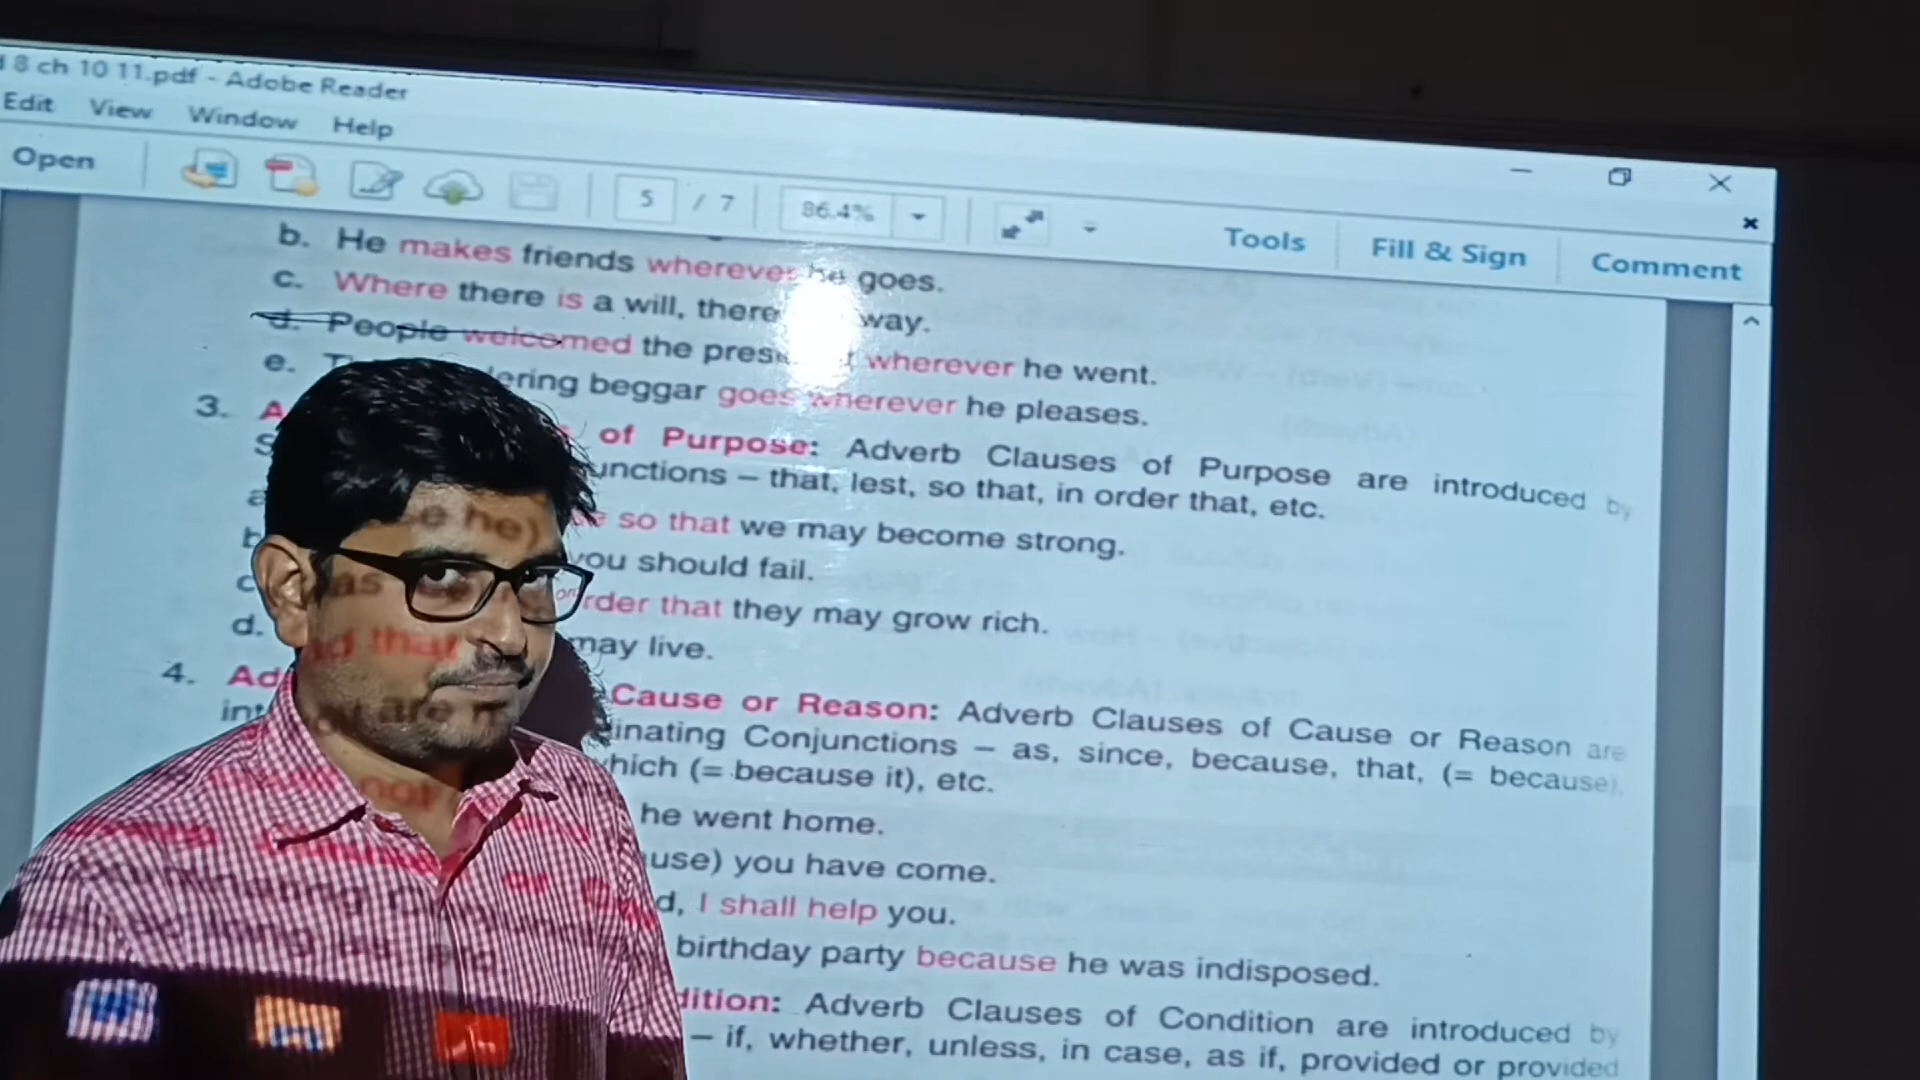 8 ch 10 11.pdf - Adobe Reader
Edit View Window Help
Open 5 / 7 86.4% Tools Fill & Sign Comment
b. He makes friends wherever he goes.
c. Where there is a will, there way.
d. People welcomed the pres wherever he went.
e. ering beggar goes wherever he pleases.
3. A of Purpose: Adverb Clauses of Purpose are introduced by
S unctions – that, lest, so that, in order that, etc.
a so that we may become strong.
b you should fail.
c rder that they may grow rich.
d. may live.
4. Ad Cause or Reason: Adverb Clauses of Cause or Reason are
int inating Conjunctions – as, since, because, that, (= because),
hich (= because it), etc.
he went home.
use) you have come.
d, I shall help you.
birthday party because he was indisposed.
dition: Adverb Clauses of Condition are introduced by
– if, whether, unless, in case, as if, provided or provided